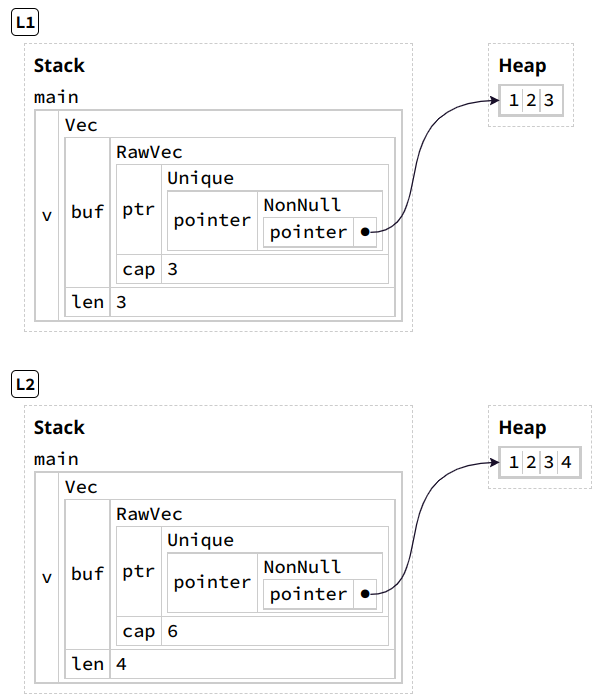 L1
Stack
Heap
main
1 2 3
Vec
RawVec
Unique
NonNull
v buf ptr pointer pointer
cap 3
len 3
L2
Stack
Heap
main
1 2 3 4
Vec
RawVec
Unique
NonNull
v buf ptr pointer pointer
cap 6
len 4